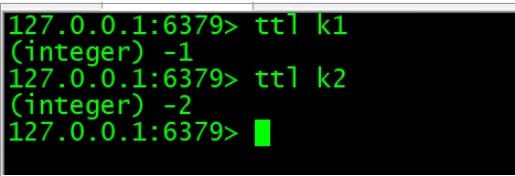 127.0.0.1:6379> ttl k1
(integer) -1
127.0.0.1:6379> ttl k2
(integer) -2
127.0.0.1:6379>